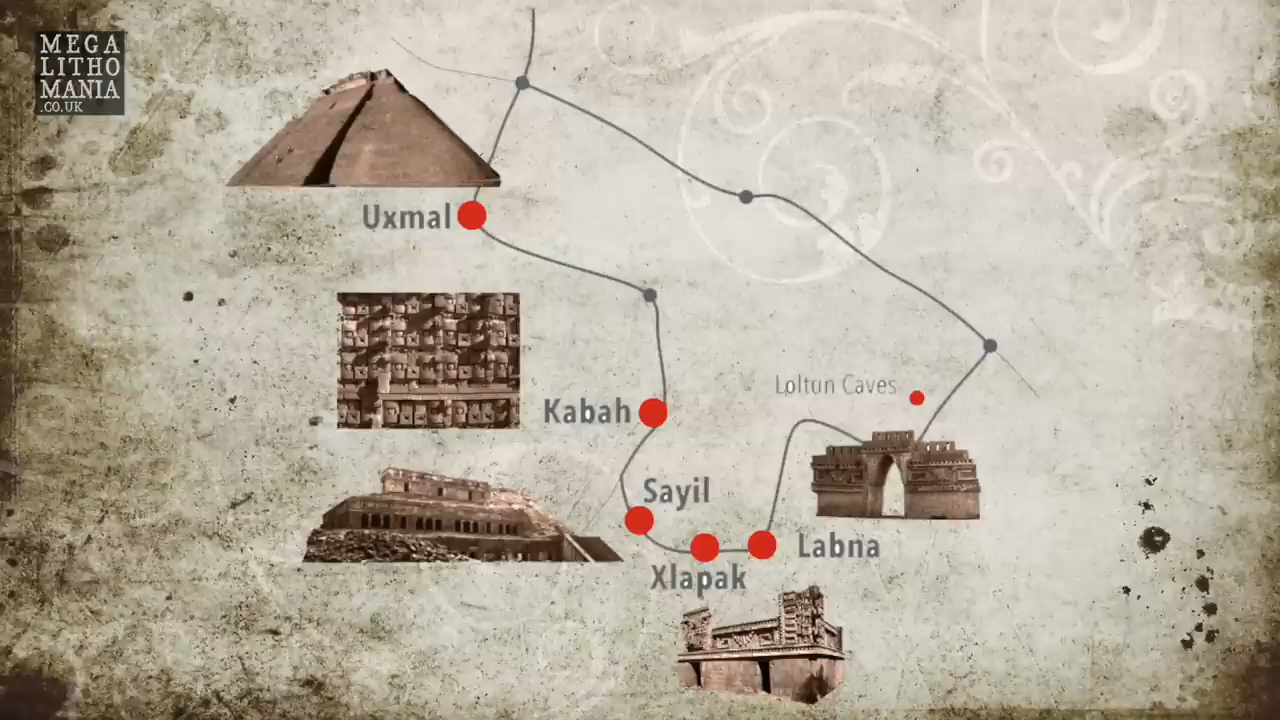 MEGA
LITHO
MANIA
.CO.UK
Uxmal
Loltun Caves
Kabah
Sayil
Labna
Xlapak